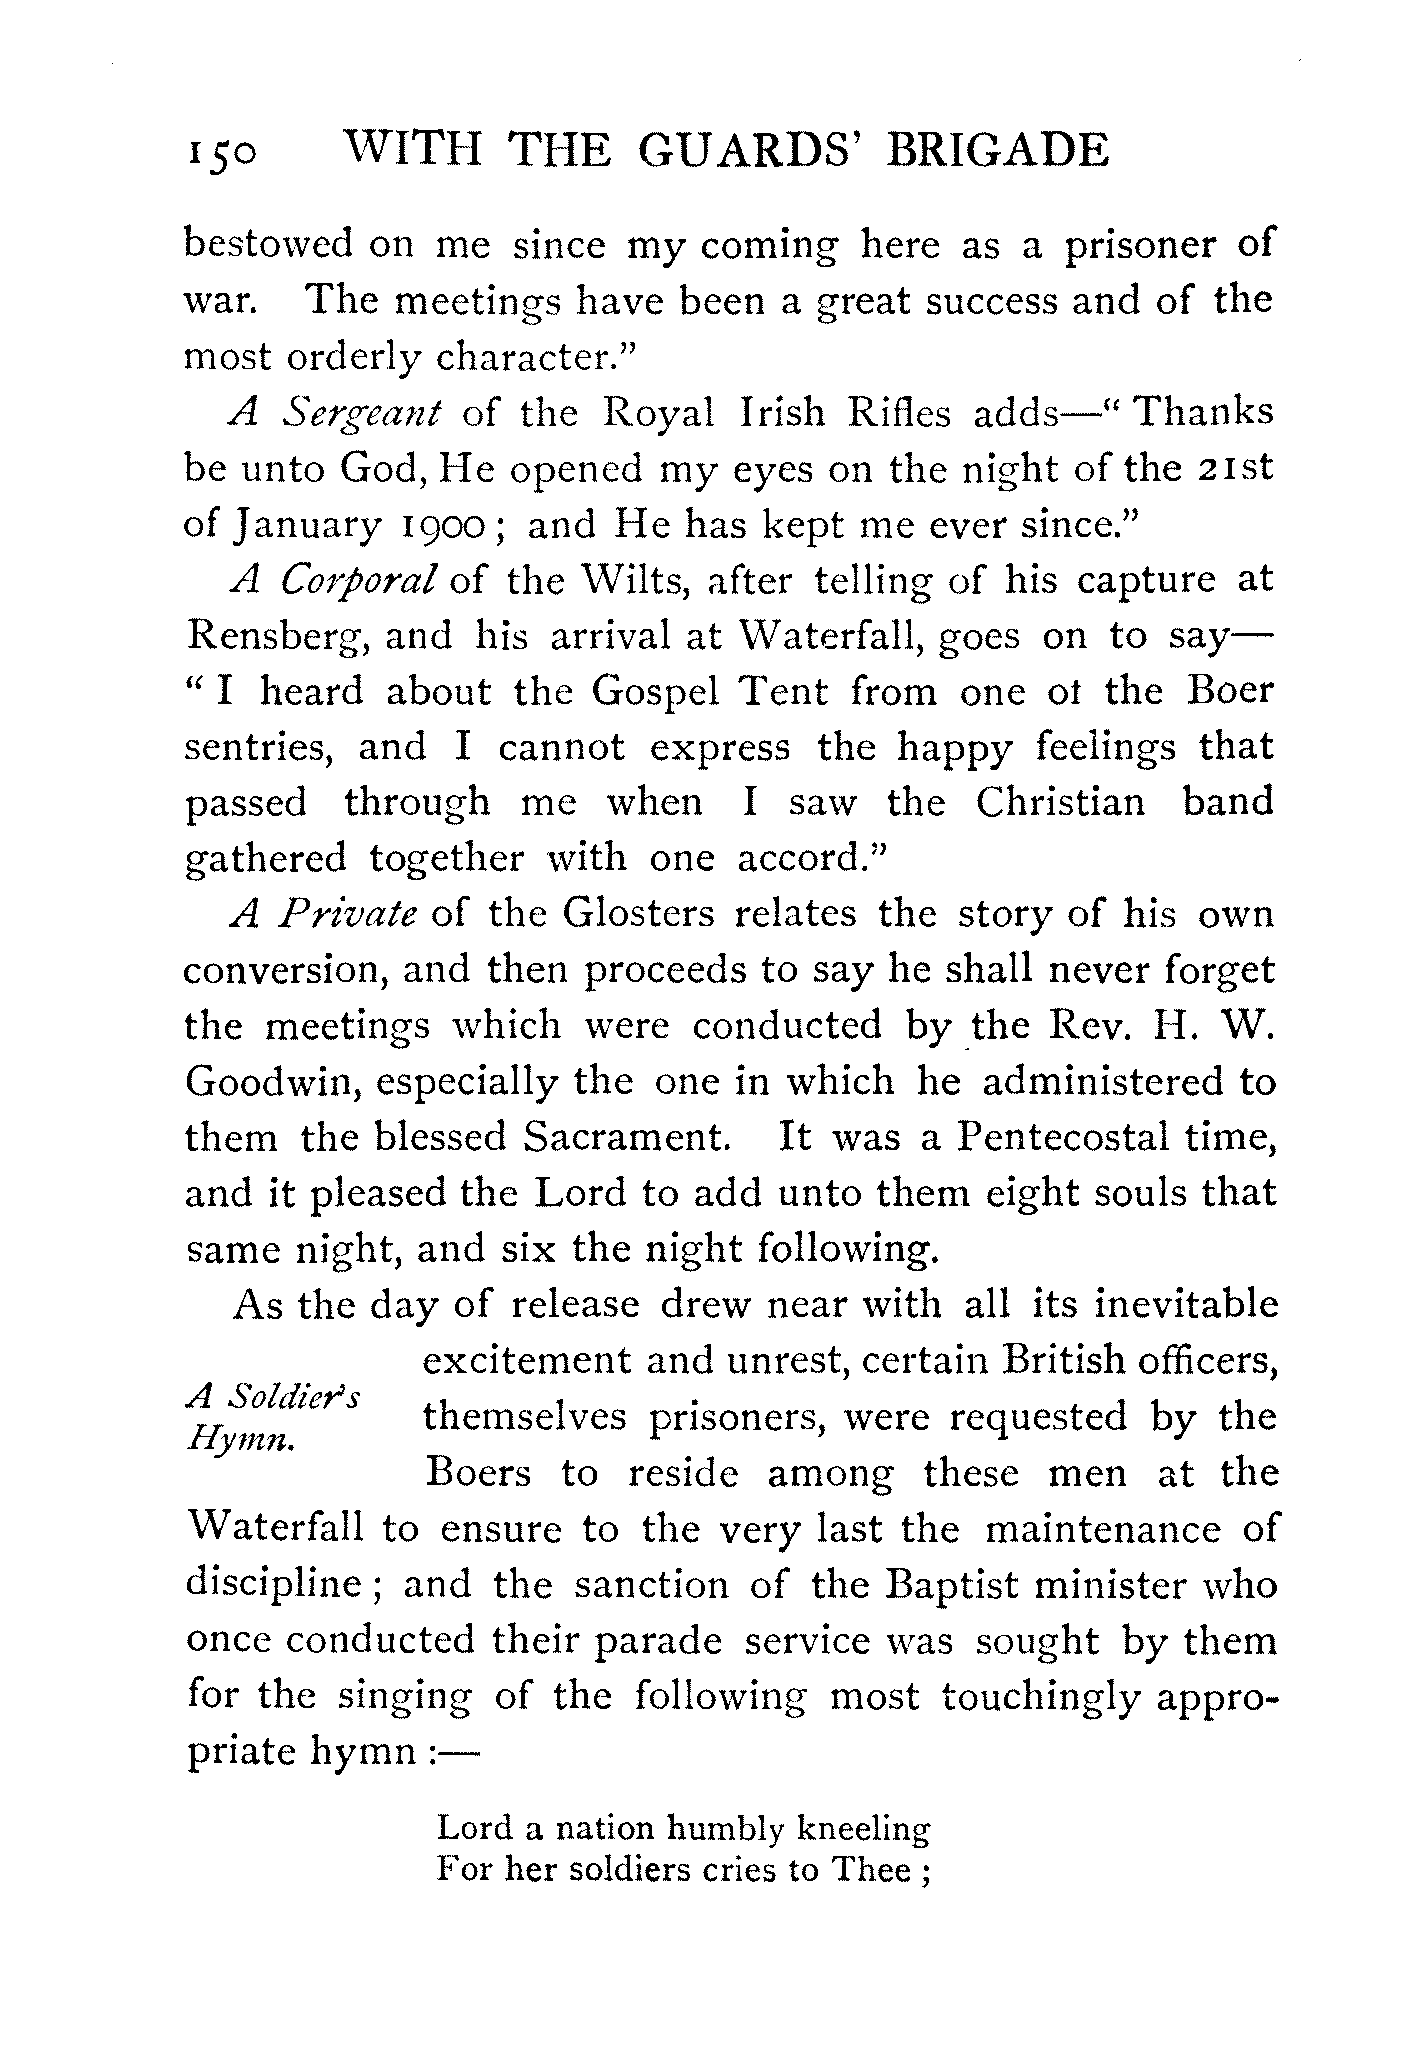 150 WITH THE GUARDS' BRIGADE
bestowed on me since my coming here as a prisoner of
war. The meetings have been a great success and of the
most orderly character."
A Sergeant of the Royal Irish Rifles adds—"Thanks
be unto God, He opened my eyes on the night of the 21st
of January 1900; and He has kept me ever since."
A Corporal of the Wilts, after telling of his capture at
Rensberg, and his arrival at Waterfall, goes on to say—
"I heard about the Gospel Tent from one of the Boer
sentries, and I cannot express the happy feelings that
passed through me when I saw the Christian band
gathered together with one accord."
A Private of the Glosters relates the story of his own
conversion, and then proceeds to say he shall never forget
the meetings which were conducted by the Rev. H. W.
Goodwin, especially the one in which he administered to
them the blessed Sacrament. It was a Pentecostal time,
and it pleased the Lord to add unto them eight souls that
same night, and six the night following.
As the day of release drew near with all its inevitable
excitement and unrest, certain British officers,
A Soldier's
Hymn.
themselves prisoners, were requested by the
Boers to reside among these men at the
Waterfall to ensure to the very last the maintenance of
discipline; and the sanction of the Baptist minister who
once conducted their parade service was sought by them
for the singing of the following most touchingly appro-
priate hymn:—
Lord a nation humbly kneeling
For her soldiers cries to Thee;